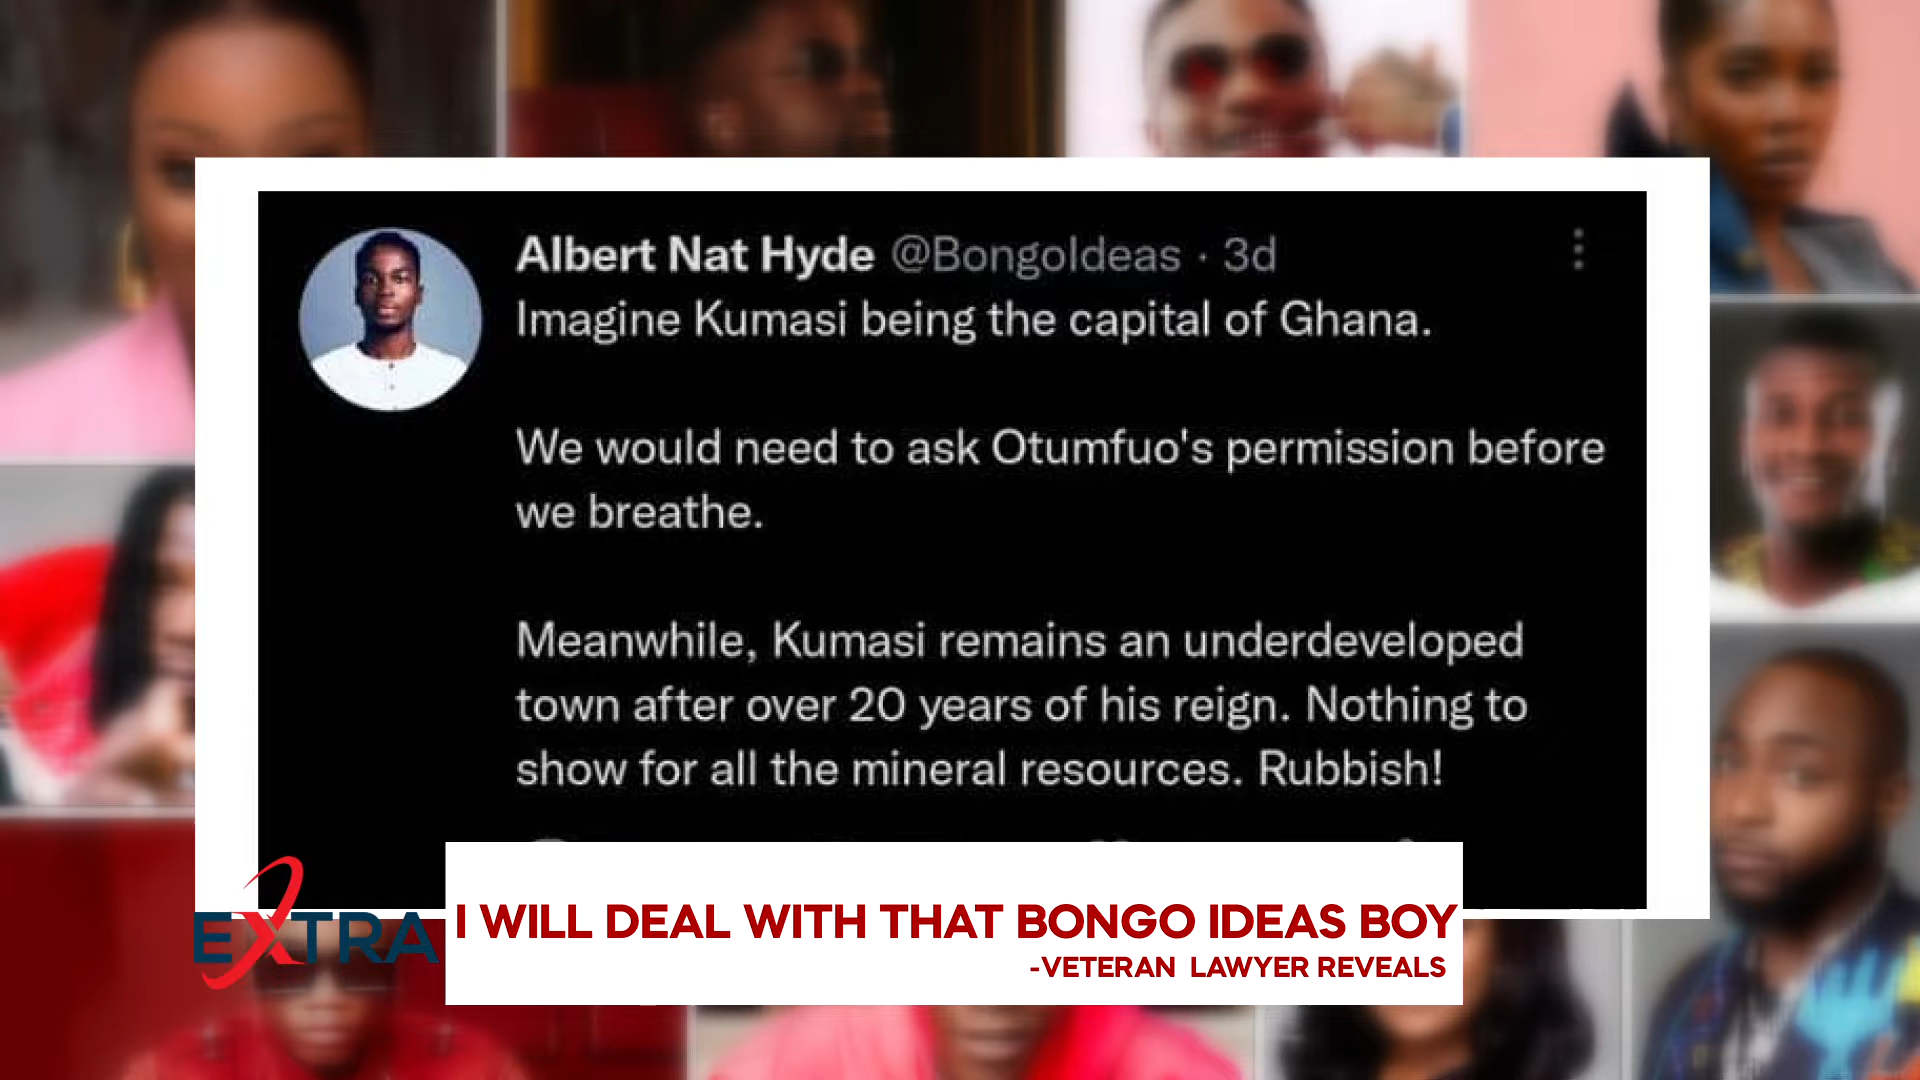 Albert Nat Hyde @BongoIdeas · 3d
Imagine Kumasi being the capital of Ghana.
We would need to ask Otumfuo's permission before
we breathe.
Meanwhile, Kumasi remains an underdeveloped
town after over 20 years of his reign. Nothing to
show for all the mineral resources. Rubbish!
EXTRA
I WILL DEAL WITH THAT BONGO IDEAS BOY
-VETERAN LAWYER REVEALS